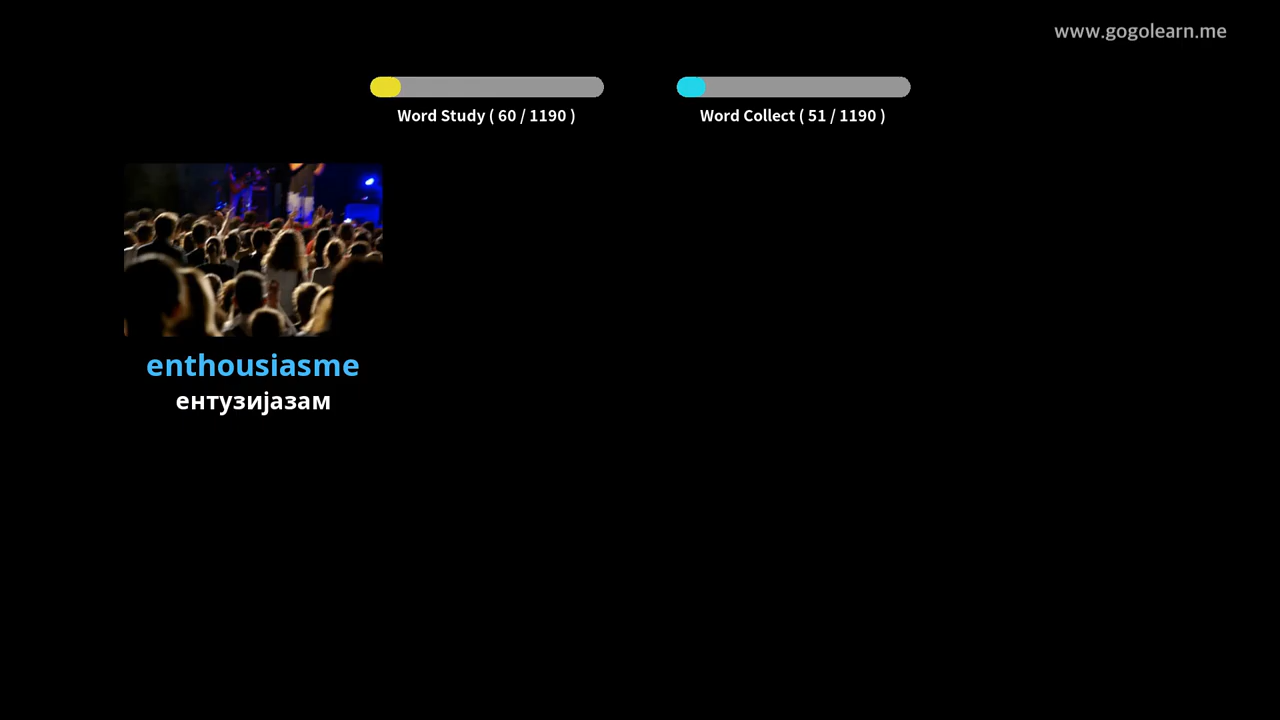 www.gogolearn.me
Word Study ( 60 / 1190 )
Word Collect ( 51 / 1190 )
enthousiasme
ентузијазам